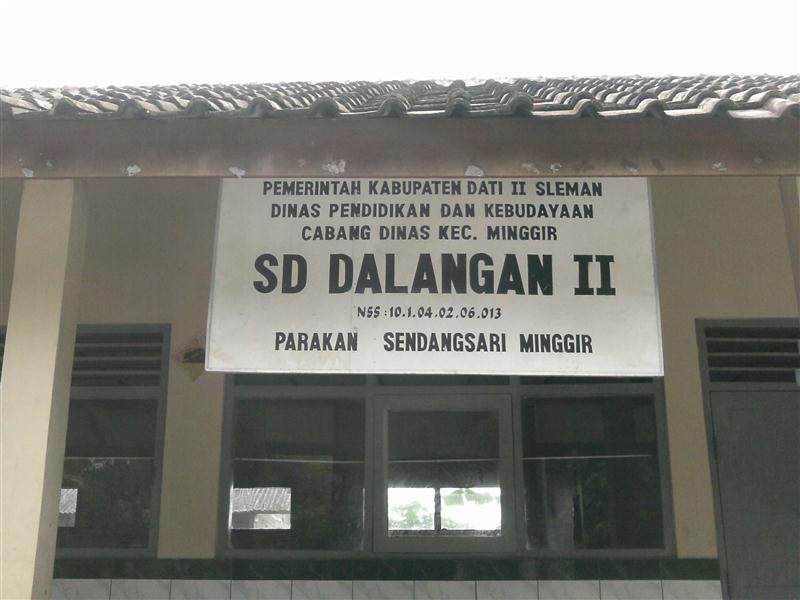 PEMERINTAH KABUPATEN DATI II SLEMAN
DINAS PENDIDIKAN DAN KEBUDAYAAN
CABANG DINAS KEC. MINGGIR
SD DALANGAN II
NSS : 10.1.04.02.06.013
PARAKAN SENDANGSARI MINGGIR